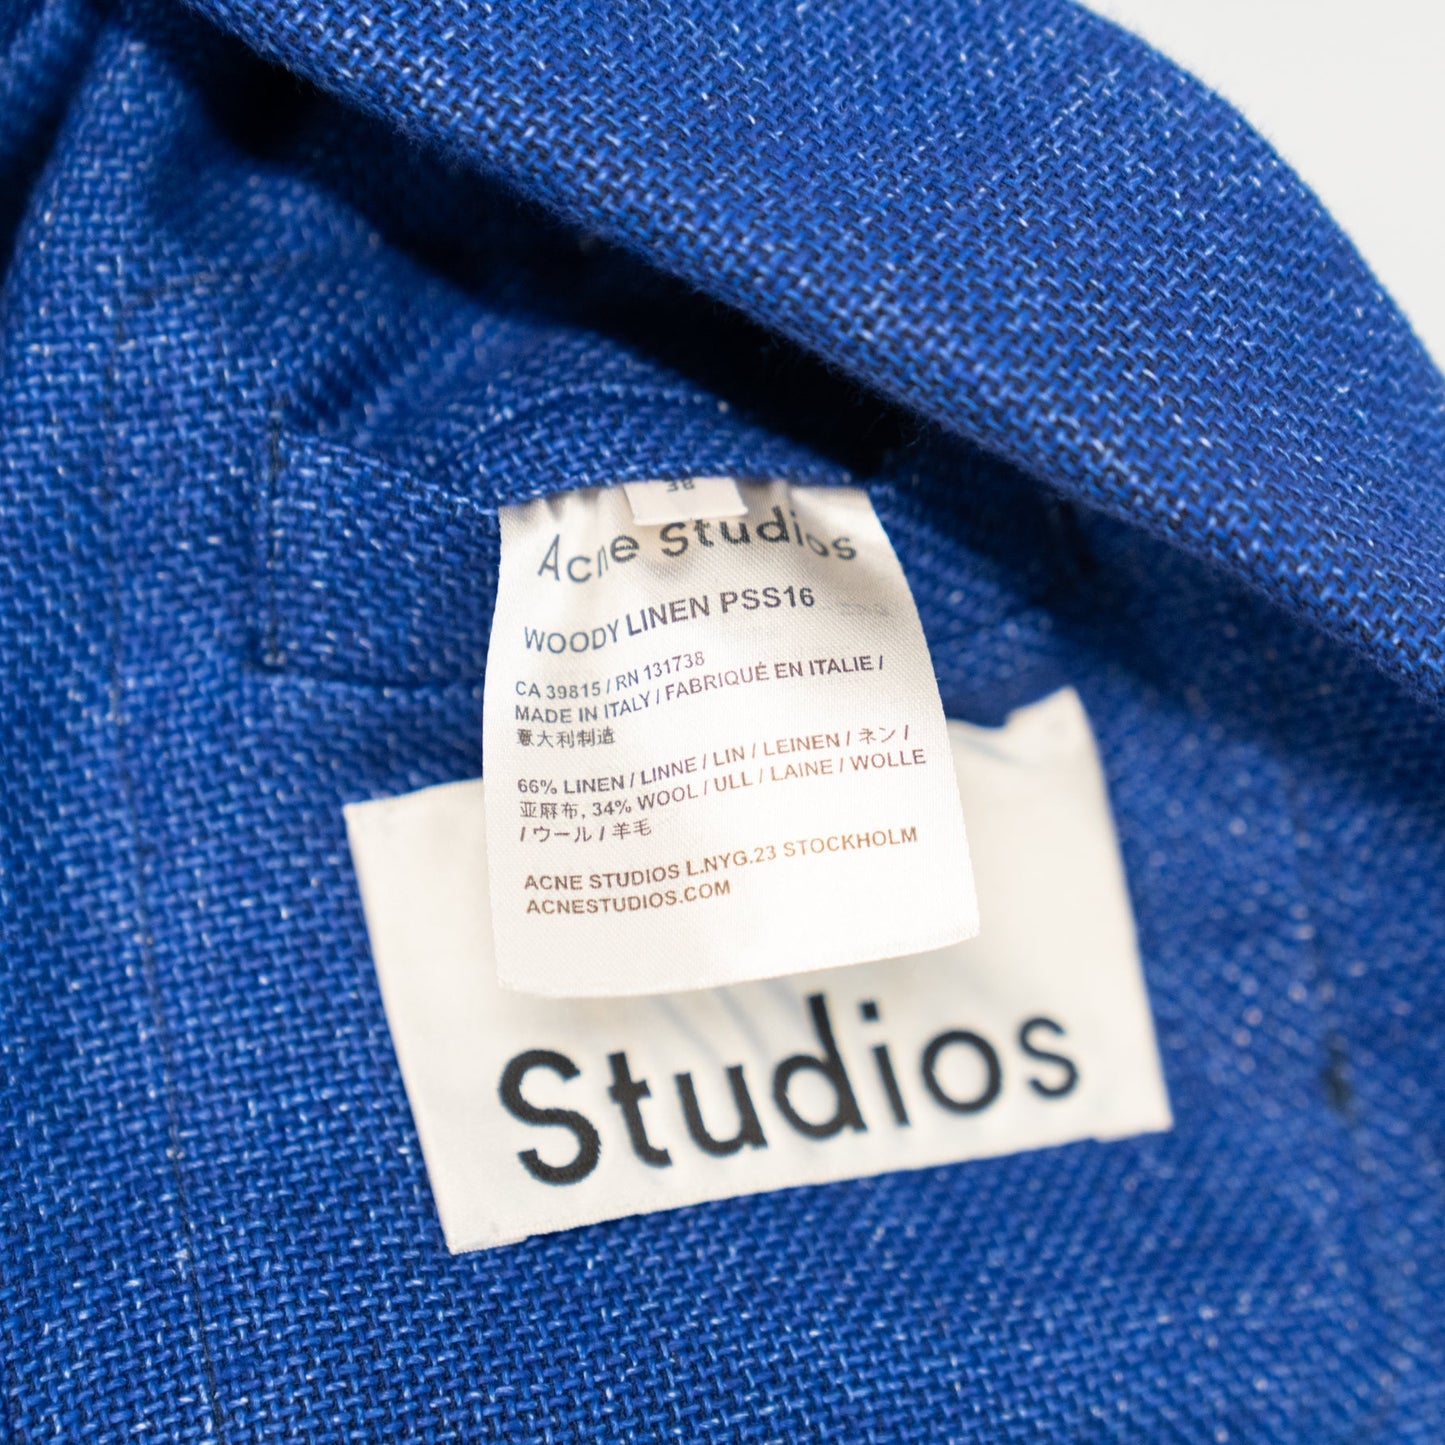 38
Acne Studios
WOODY LINEN PSS16
CA 39815 / RN 131738
MADE IN ITALY / FABRIQUÉ EN ITALIE /
意大利制造
66% LINEN / LINNE / LIN / LEINEN / ネン /
亚麻布, 34% WOOL / ULL / LAINE / WOLLE
/ ウール / 羊毛
ACNE STUDIOS L.NYG.23 STOCKHOLM
ACNESTUDIOS.COM
Studios